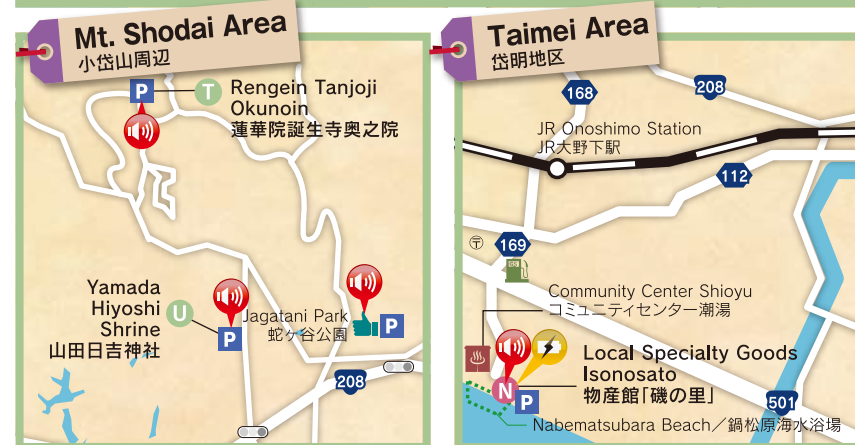 Mt. Shodai Area
小岱山周辺
P
T
Rengein Tanjoji
Okunoin
蓮華院誕生寺奥之院
Yamada
Hiyoshi
Shrine
山田日吉神社
U
P
Jagatani Park
蛇ヶ谷公園
P
208
Taimei Area
岱明地区
168
208
JR Onoshimo Station
JR大野下駅
112
〒
169
Community Center Shioyu
コミュニティセンター潮湯
Local Specialty Goods
Isonosato
物産館「磯の里」
N
P
501
Nabematsubara Beach／鍋松原海水浴場